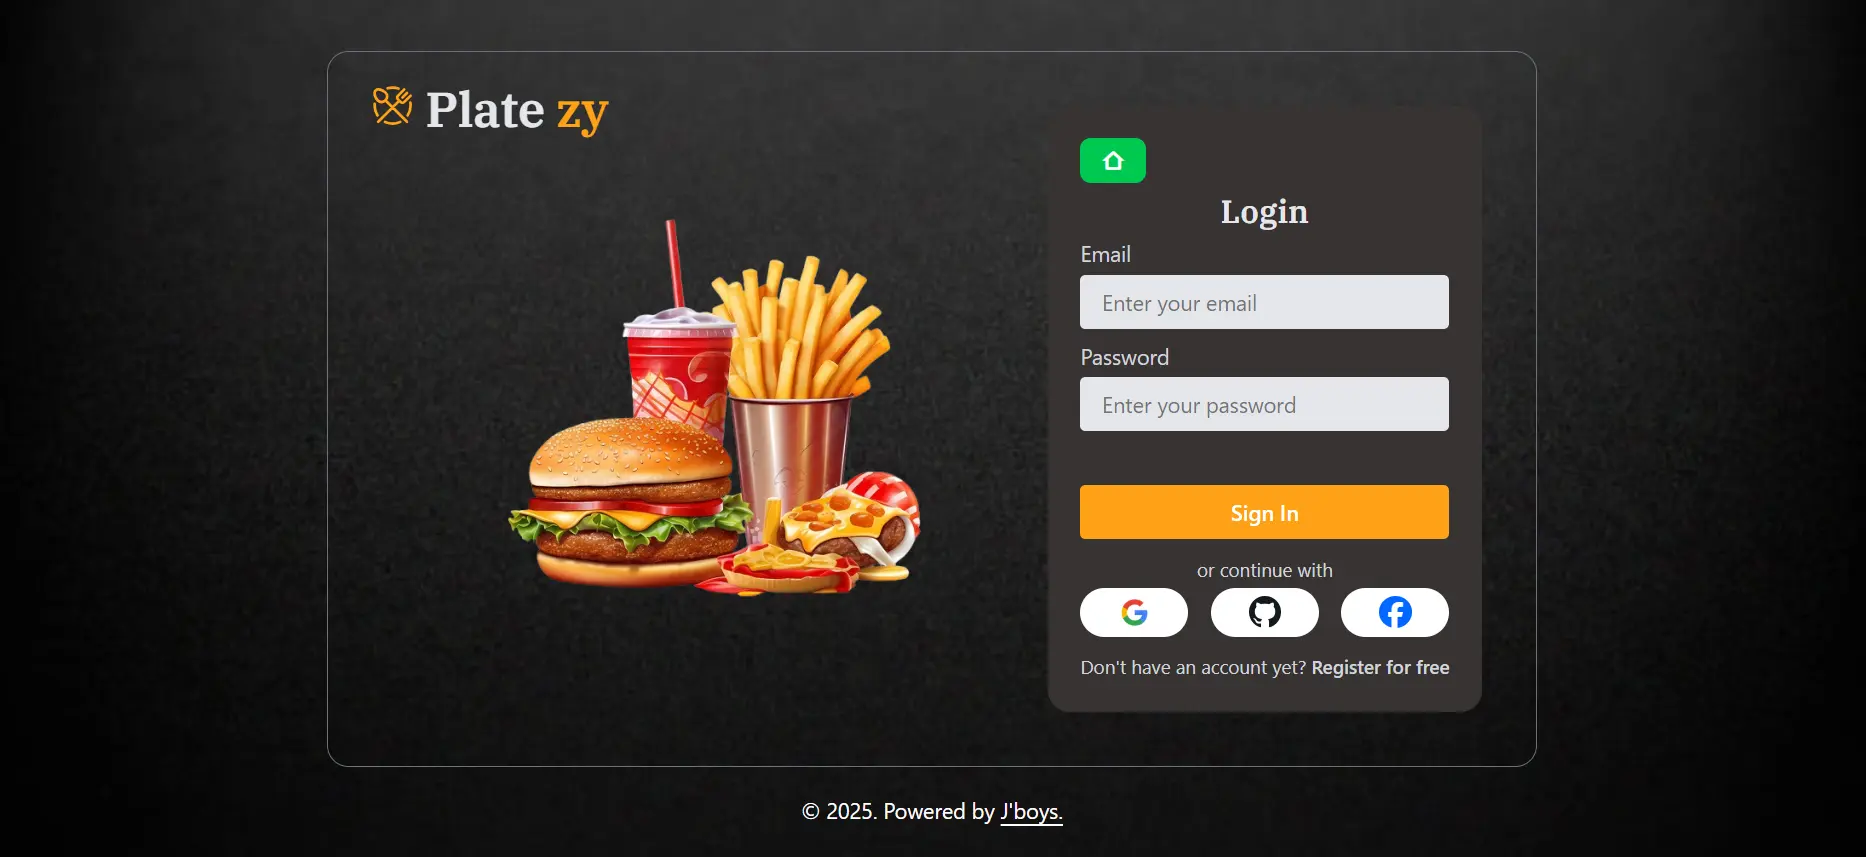 Plate zy
Login
Email
Enter your email
Password
Enter your password
Sign In
or continue with
Don't have an account yet? Register for free
© 2025. Powered by J'boys.